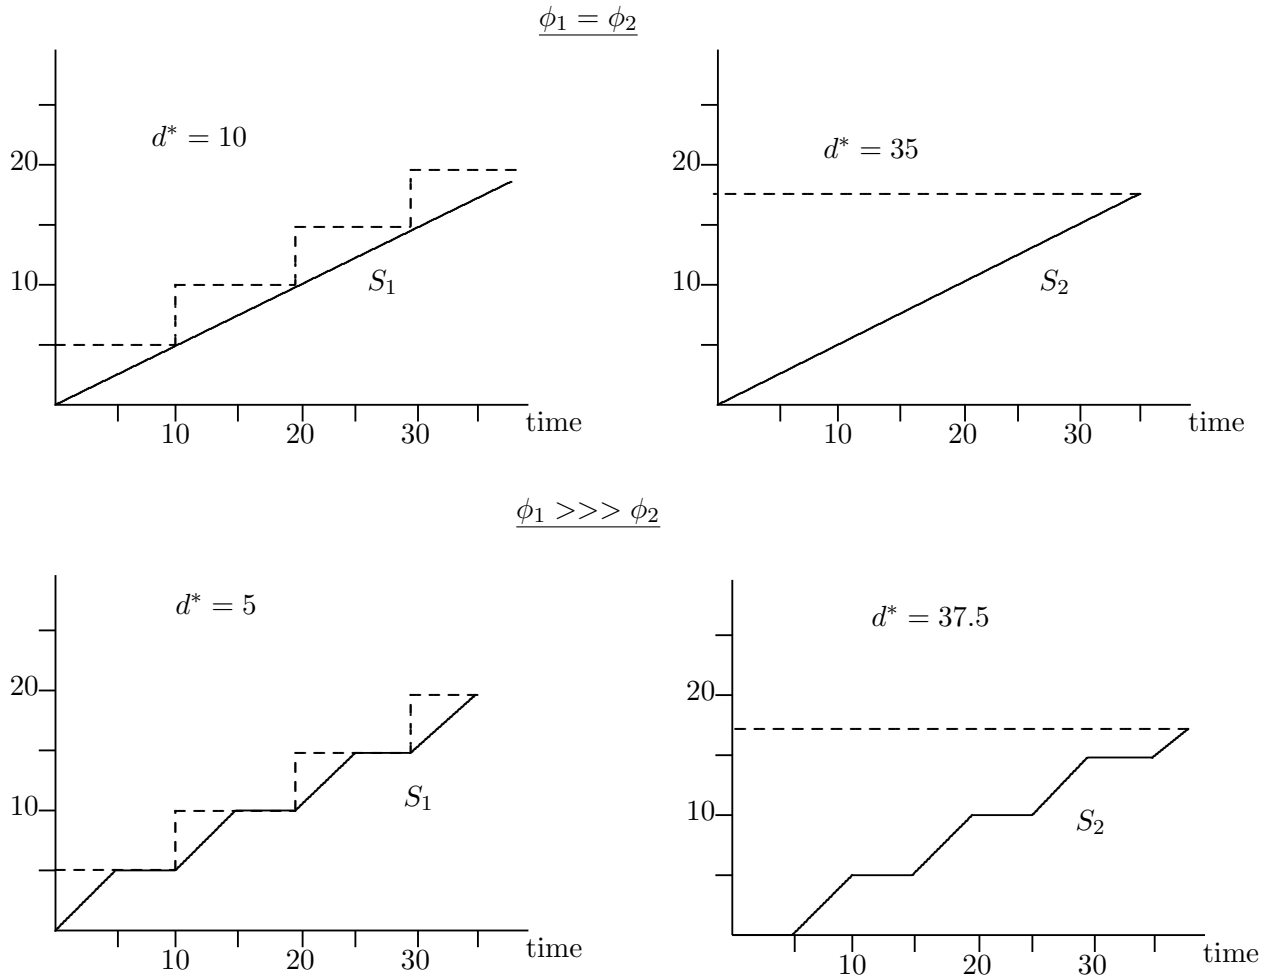 ϕ₁ = ϕ₂
d* = 10
20
10
S₁
10 20 30 time
d* = 35
20
10
S₂
10 20 30 time
ϕ₁ >>> ϕ₂
d* = 5
20
10
S₁
10 20 30 time
d* = 37.5
20
10
S₂
10 20 30 time